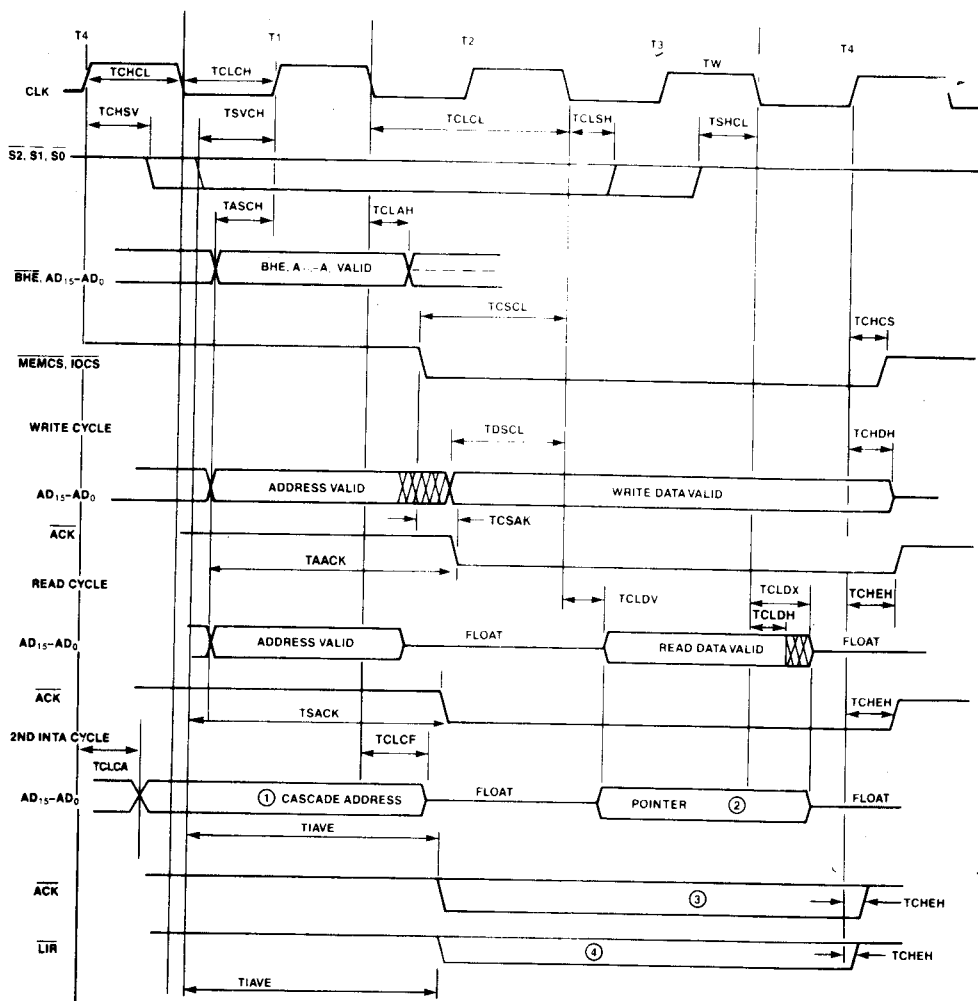 T4 T1 T2 T3 T4
TCHCL TCLCH TW
CLK
TCHSV TSVCH TCLCL TCLSH TSHCL
S2, S1, S0
TASCH TCLAH
BHE, A VALID
BHE, AD15-AD0
TCSCL
TCHCS
MEMCS, IOCS
WRITE CYCLE
TDSCL TCHDH
ADDRESS VALID WRITE DATA VALID
AD15-AD0
TCSAK
ACK
TAACK
READ CYCLE
TCLDV TCLDX TCHEH
TCLDH
AD15-AD0 ADDRESS VALID FLOAT READ DATA VALID FLOAT
ACK
TSACK TCHEH
2ND INTA CYCLE
TCLCF
TCLCA
AD15-AD0 ① CASCADE ADDRESS FLOAT POINTER ② FLOAT
TIAVE
ACK ③ TCHEH
LIR ④ TCHEH
TIAVE